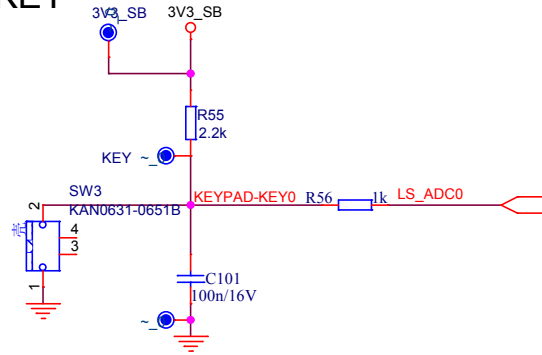 KEY
3V3_SB
3V3_SB
R55
2.2k
KEY ~_
SW3
KAN0631-0651B
KEYPAD-KEY0
R56
1k
LS_ADC0
2
壳
4
3
1
C101
100n/16V
~_